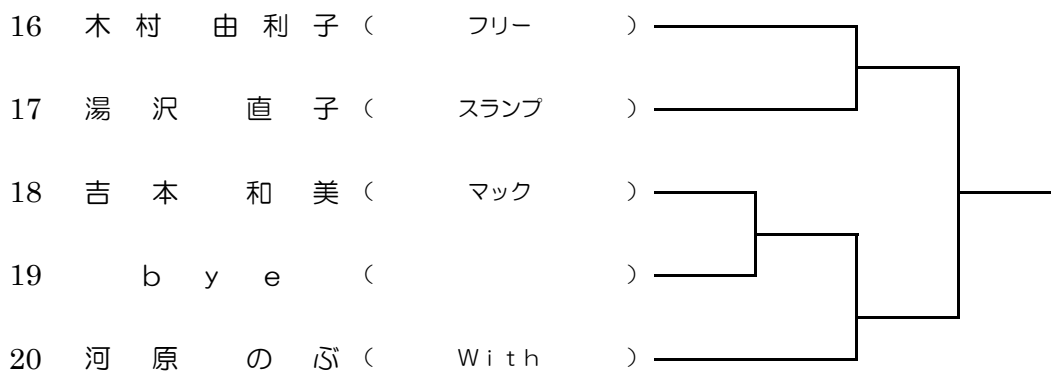 16 木村 由利子 ( フリー )
17 湯沢 直子 ( スランプ )
18 吉本 和美 ( マック )
19 bye ( )
20 河原 のぶ ( With )